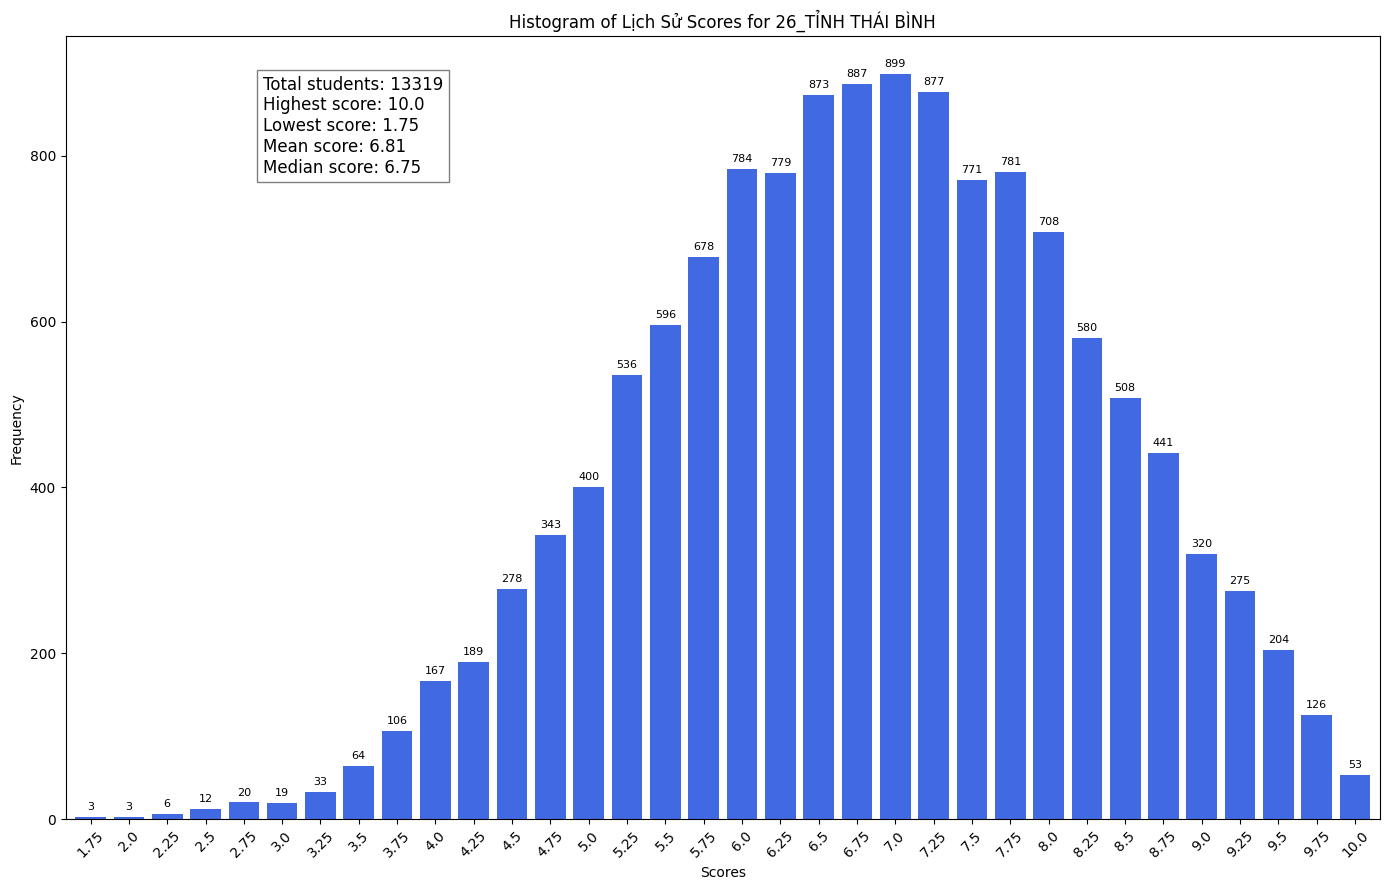 Histogram of Lịch Sử Scores for 26_TỈNH THÁI BÌNH
Total students: 13319
Highest score: 10.0
Lowest score: 1.75
Mean score: 6.81
Median score: 6.75
Frequency
800
600
400
200
0
3 3 6 12 20 19 33 64 106 167 189 278 343 400 536 596 678 784 779 873 887 899 877 771 781 708 580 508 441 320 275 204 126 53
1.75 2.0 2.25 2.5 2.75 3.0 3.25 3.5 3.75 4.0 4.25 4.5 4.75 5.0 5.25 5.5 5.75 6.0 6.25 6.5 6.75 7.0 7.25 7.5 7.75 8.0 8.25 8.5 8.75 9.0 9.25 9.5 9.75 10.0
Scores